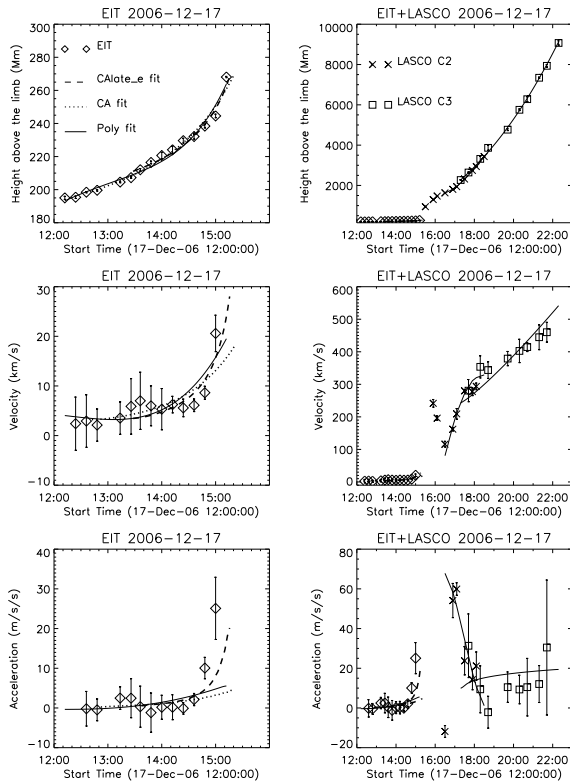 EIT 2006-12-17
300
280
260
240
220
200
180
Height above the limb (Mm)
EIT
CAlate_e fit
CA fit
Poly fit
12:00 13:00 14:00 15:00
Start Time (17-Dec-06 12:00:00)
EIT+LASCO 2006-12-17
10000
8000
6000
4000
2000
Height above the limb (Mm)
LASCO C2
LASCO C3
12:00 14:00 16:00 18:00 20:00 22:00
Start Time (17-Dec-06 12:00:00)
EIT 2006-12-17
30
20
10
0
-10
Velocity (km/s)
12:00 13:00 14:00 15:00
Start Time (17-Dec-06 12:00:00)
EIT+LASCO 2006-12-17
600
500
400
300
200
100
0
Velocity (km/s)
12:00 14:00 16:00 18:00 20:00 22:00
Start Time (17-Dec-06 12:00:00)
EIT 2006-12-17
40
30
20
10
0
-10
Acceleration (m/s/s)
12:00 13:00 14:00 15:00
Start Time (17-Dec-06 12:00:00)
EIT+LASCO 2006-12-17
80
60
40
20
0
-20
Acceleration (m/s/s)
12:00 14:00 16:00 18:00 20:00 22:00
Start Time (17-Dec-06 12:00:00)